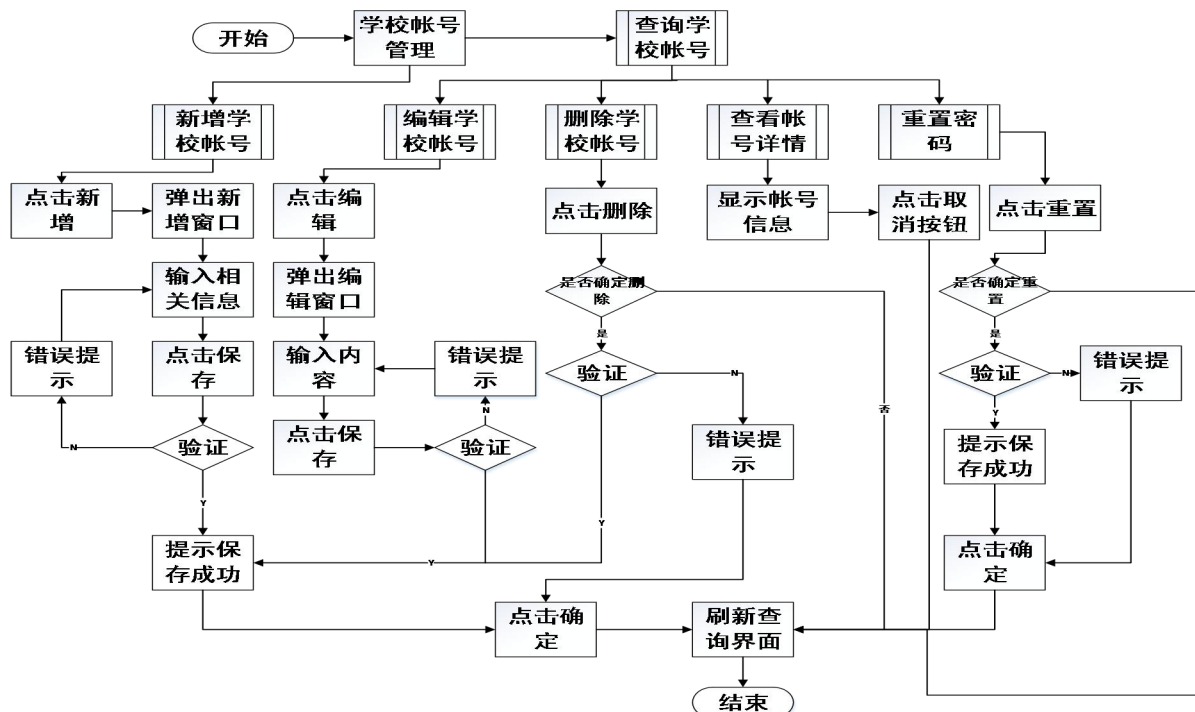 开始
学校帐号
管理
查询学
校帐号
新增学
校帐号
编辑学
校帐号
删除学
校帐号
查看帐
号详情
重置密
码
点击新
增
弹出新
增窗口
点击编
辑
点击删除
显示帐号
信息
点击取
消按钮
点击重置
输入相
关信息
弹出编
辑窗口
是否确定删
除
是否确定重
置
是
是
错误提
示
点击保
存
输入内
容
错误提
示
验证
N
验证
N
错误提
示
否
N
验证
点击保
存
N
验证
错误提
示
Y
提示保
存成功
Y
Y
提示保
存成功
Y
点击确
定
点击确
定
刷新查
询界面
结束